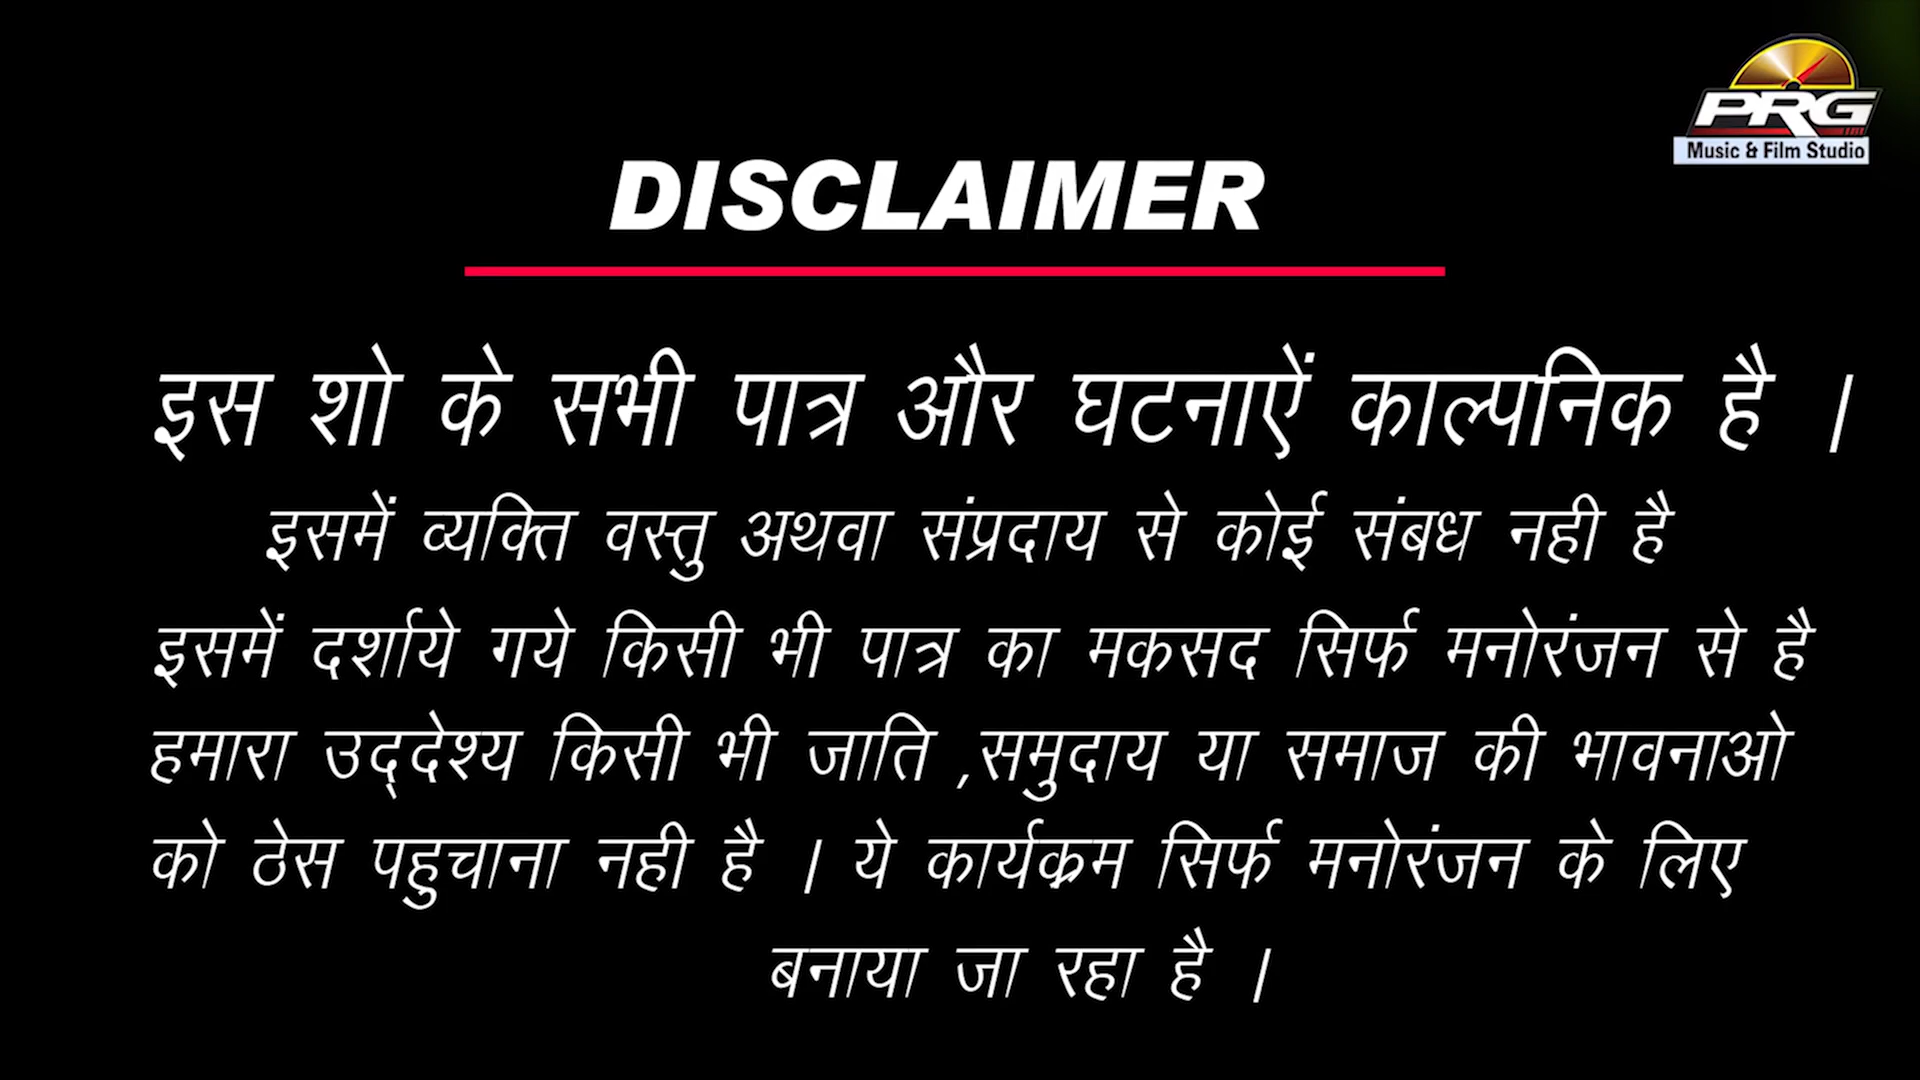 PRG
Music & Film Studio
DISCLAIMER
इस शो के सभी पात्र और घटनाऐं काल्पनिक है ।
इसमें व्यक्ति वस्तु अथवा संप्रदाय से कोई संबध नही है
इसमें दर्शाये गये किसी भी पात्र का मकसद सिर्फ मनोरंजन से है
हमारा उद्‌देश्य किसी भी जाति ,समुदाय या समाज की भावनाओ
को ठेस पहुचाना नही है । ये कार्यक्रम सिर्फ मनोरंजन के लिए
बनाया जा रहा है ।